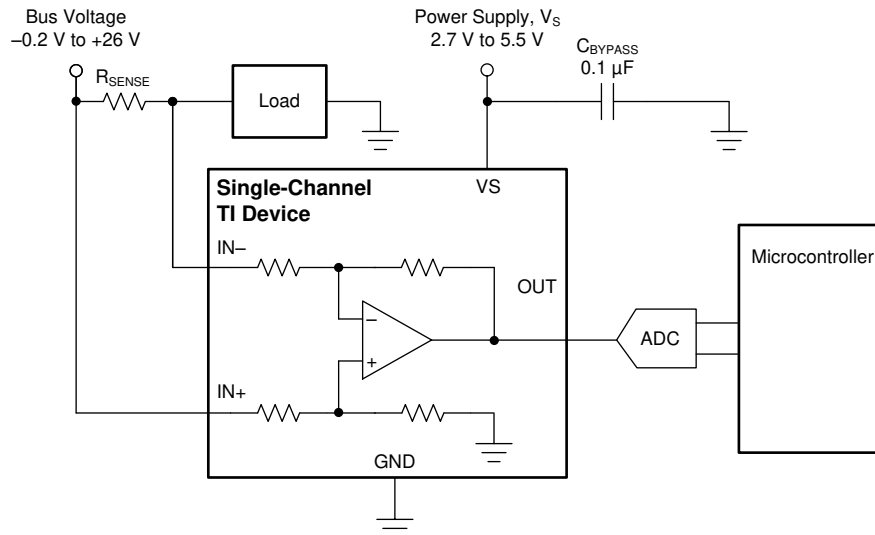 Bus Voltage
–0.2 V to +26 V
Power Supply, VS
2.7 V to 5.5 V
CBYPASS
0.1 µF
RSENSE
Load
Single-Channel
TI Device
VS
IN–
OUT
–
+
IN+
GND
ADC
Microcontroller